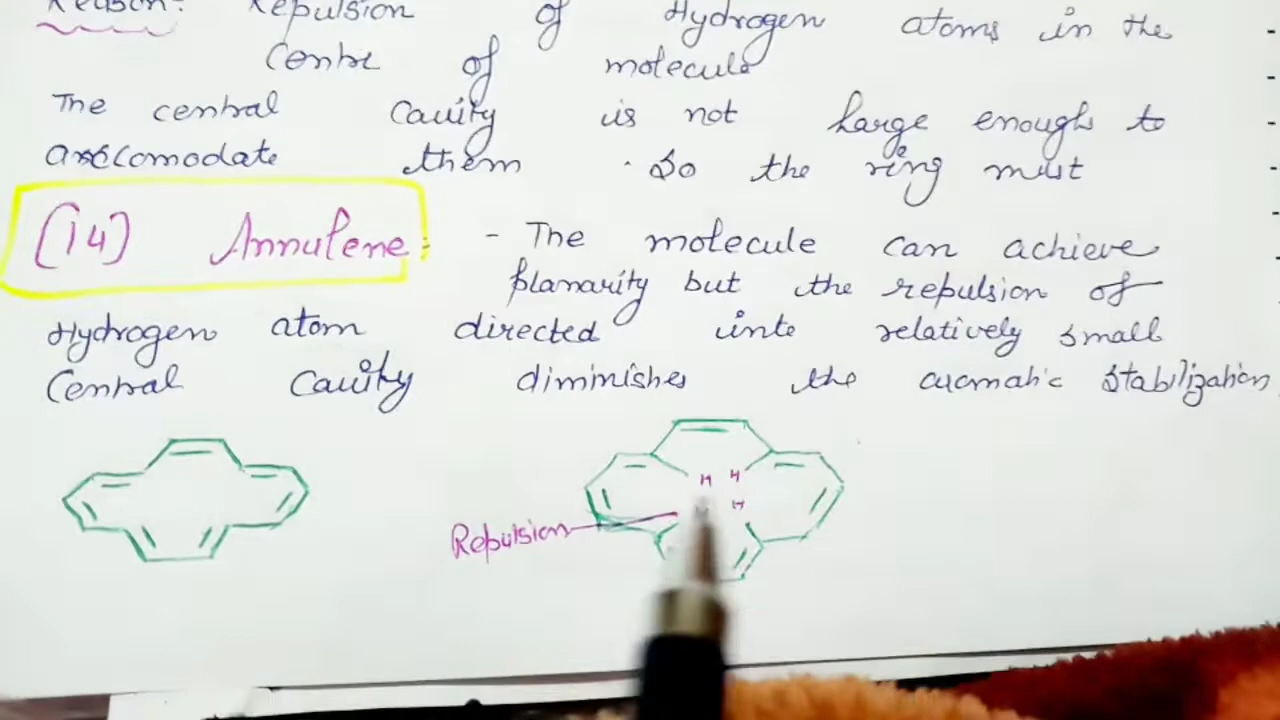 Reason: Repulsion of Hydrogen atoms in the
Centre of molecule
The central cavity is not large enough to
accomodate them . So the ring must
[14] Annulene :- The molecule can achieve
planarity but the repulsion of
Hydrogen atom directed into relatively small
Central cavity diminishes the aromatic stabilization
H H
H
Repulsion